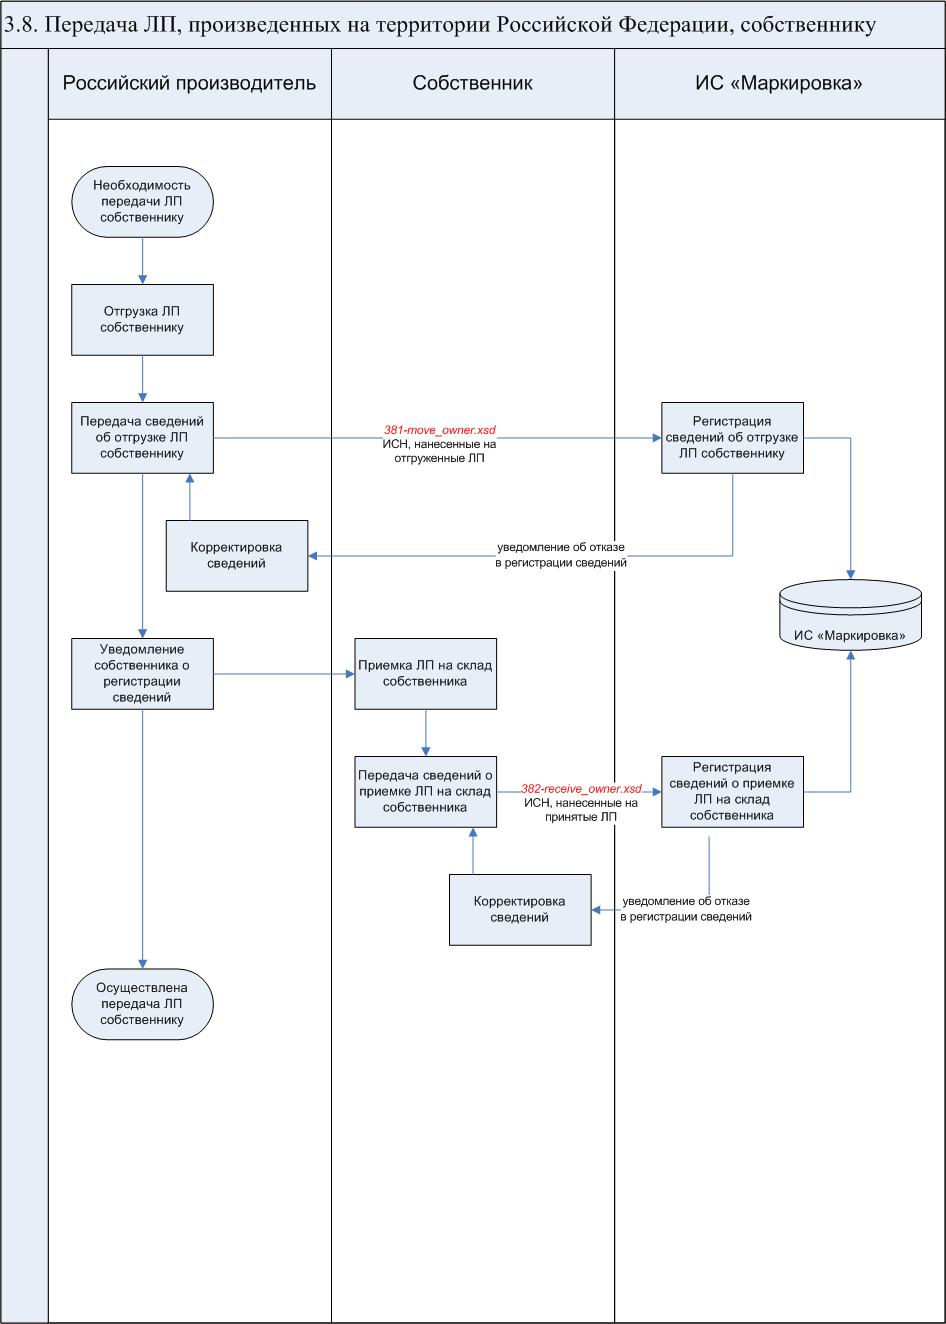 3.8. Передача ЛП, произведенных на территории Российской Федерации, собственнику
Российский производитель
Собственник
ИС «Маркировка»
Необходимость
передачи ЛП
собственнику
Отгрузка ЛП
собственнику
Передача сведений
об отгрузке ЛП
собственнику
381-move_owner.xsd
ИСН, нанесенные на
отгруженные ЛП
Регистрация
сведений об отгрузке
ЛП собственнику
Корректировка
сведений
уведомление об отказе
в регистрации сведений
ИС «Маркировка»
Уведомление
собственника о
регистрации
сведений
Приемка ЛП на склад
собственника
Передача сведений о
приемке ЛП на склад
собственника
382-receive_owner.xsd
ИСН, нанесенные на
принятые ЛП
Регистрация
сведений о приемке
ЛП на склад
собственника
Корректировка
сведений
уведомление об отказе
в регистрации сведений
Осуществлена
передача ЛП
собственнику